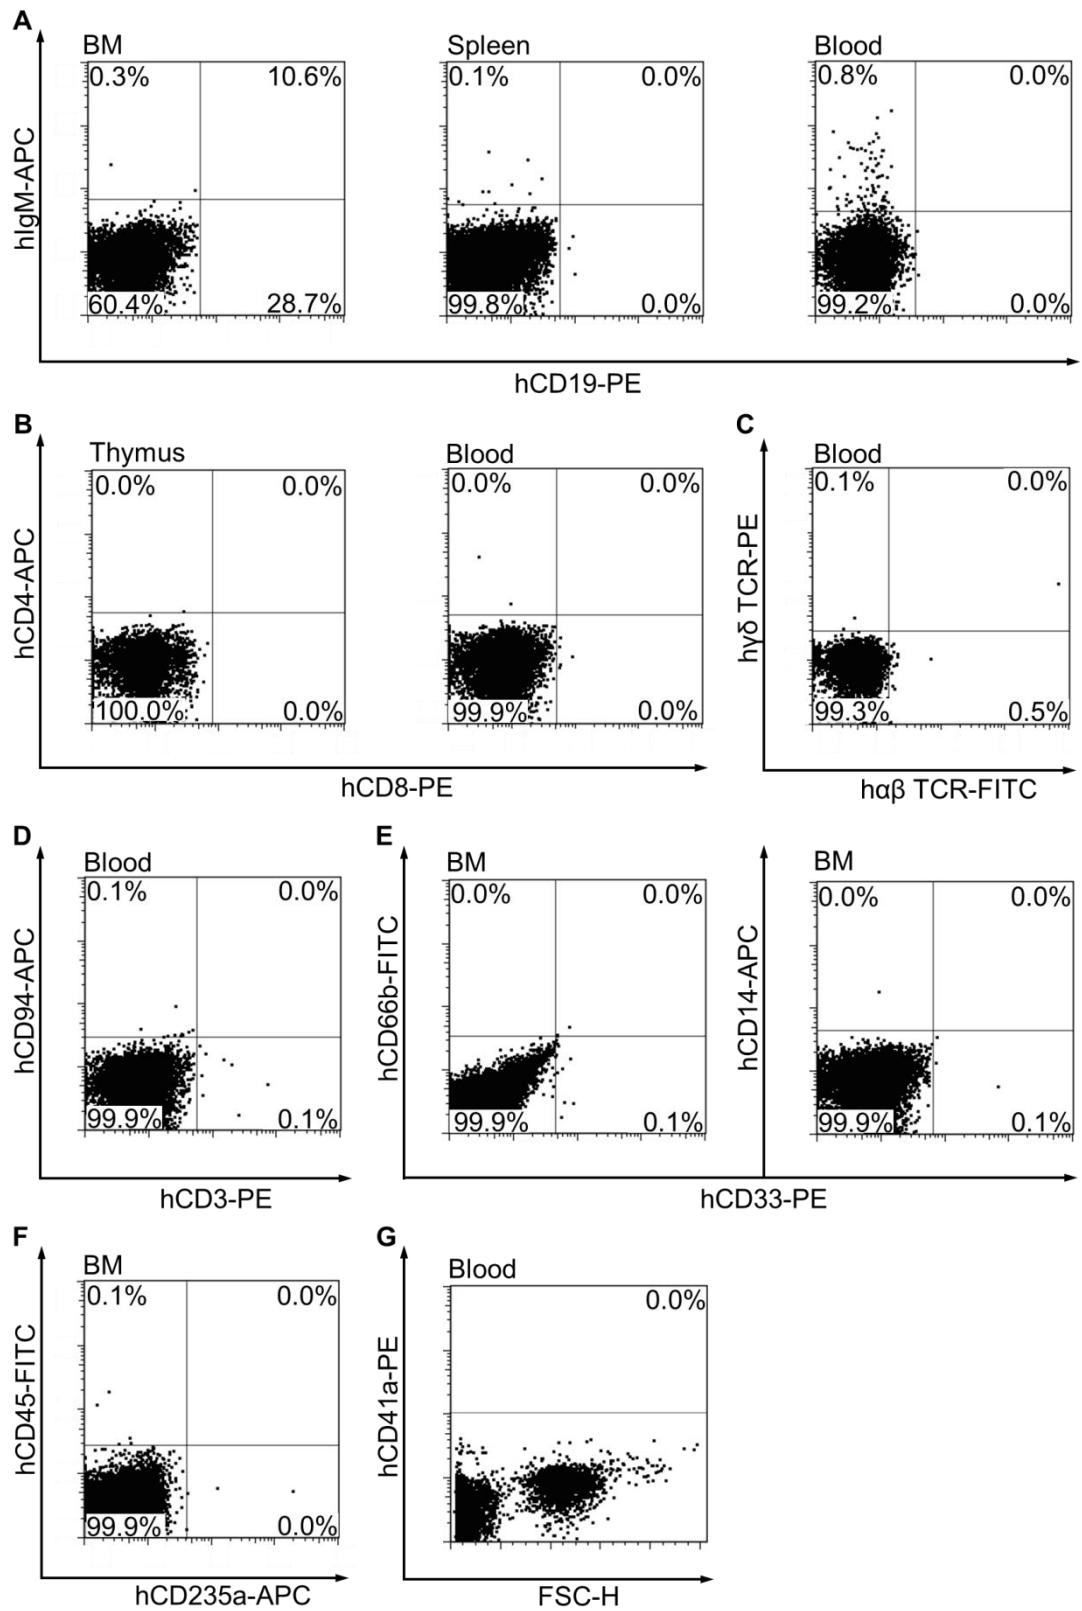 A
BM
Spleen
Blood
0.3% 10.6%
0.1% 0.0%
0.8% 0.0%
hIgM-APC
60.4% 28.7%
99.8% 0.0%
99.2% 0.0%
hCD19-PE
B
Thymus
Blood
0.0% 0.0%
0.0% 0.0%
hCD4-APC
100.0% 0.0%
99.9% 0.0%
hCD8-PE
C
Blood
0.1% 0.0%
hγδ TCR-PE
99.3% 0.5%
hαβ TCR-FITC
D
Blood
0.1% 0.0%
hCD94-APC
99.9% 0.1%
hCD3-PE
E
BM
0.0% 0.0%
hCD66b-FITC
99.9% 0.1%
BM
0.0% 0.0%
hCD14-APC
99.9% 0.1%
hCD33-PE
F
BM
0.1% 0.0%
hCD45-FITC
99.9% 0.0%
hCD235a-APC
G
Blood
0.0%
hCD41a-PE
FSC-H